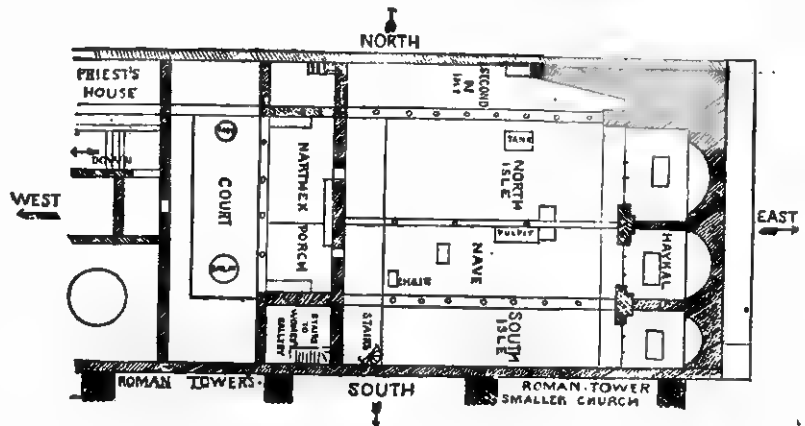 NORTH
PRIEST'S
HOUSE
SECOND
N
ISLE
DOWN
TANK
NORTH
ISLE
WEST
COURT
NARTHEX
PORCH
PULPIT
EAST
HAYKAL
NAVE
CHAIR
STAIRS
TO
WOMEN'S
GALLERY
STAIRS
SOUTH
ISLE
ROMAN TOWERS.
SOUTH
ROMAN. TOWER
SMALLER CHURCH